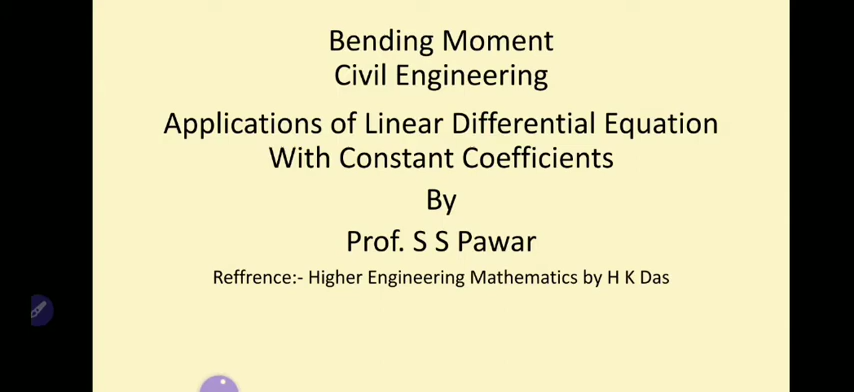 Bending Moment
Civil Engineering
Applications of Linear Differential Equation
With Constant Coefficients
By
Prof. S S Pawar
Reffrence:- Higher Engineering Mathematics by H K Das